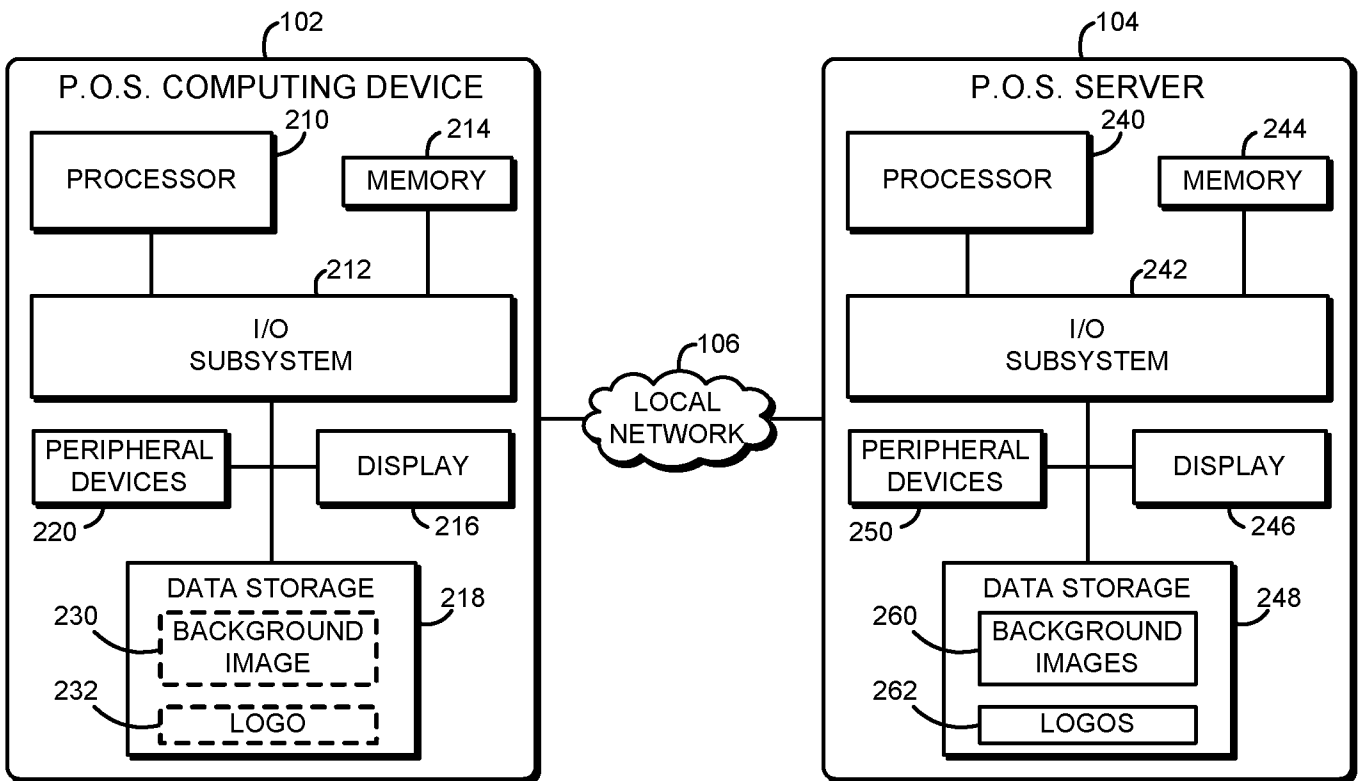 102
P.O.S. COMPUTING DEVICE
210
PROCESSOR
214
MEMORY
212
I/O
SUBSYSTEM
PERIPHERAL
DEVICES
220
DISPLAY
216
DATA STORAGE
218
230
BACKGROUND
IMAGE
232
LOGO
106
LOCAL
NETWORK
104
P.O.S. SERVER
240
PROCESSOR
244
MEMORY
242
I/O
SUBSYSTEM
PERIPHERAL
DEVICES
250
DISPLAY
246
DATA STORAGE
248
260
BACKGROUND
IMAGES
262
LOGOS